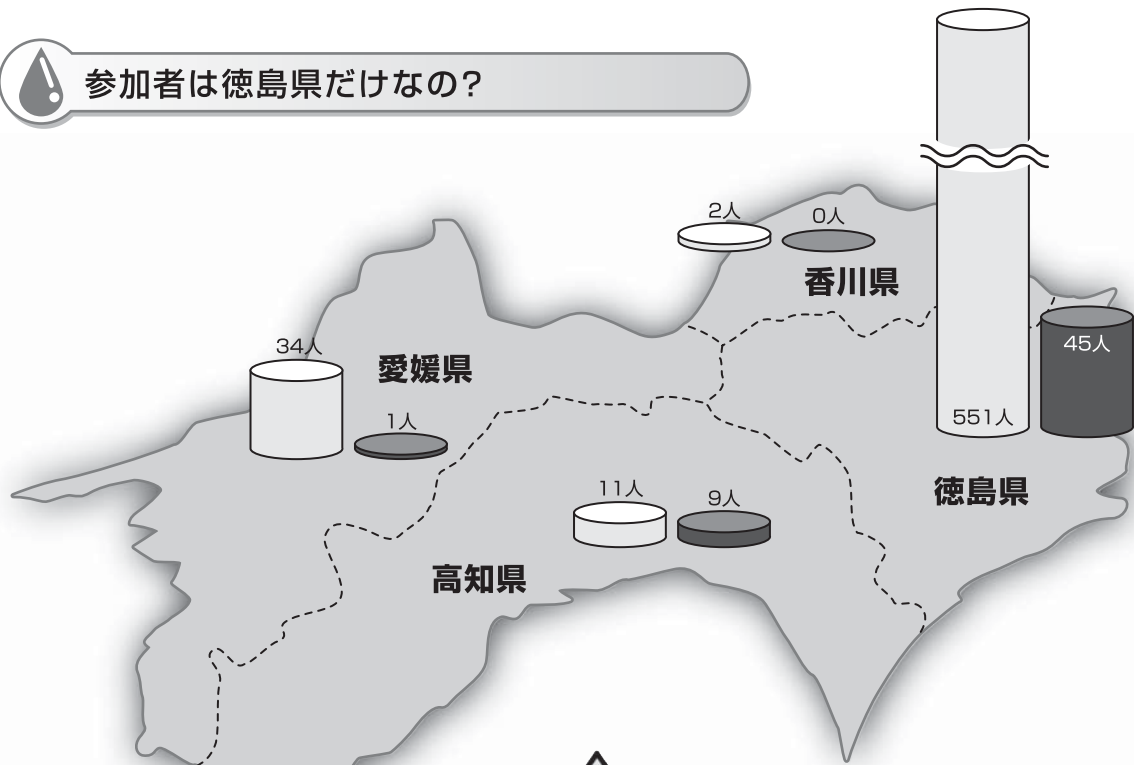 参加者は徳島県だけなの?
2人
0人
香川県
34人
愛媛県
1人
45人
551人
11人
9人
徳島県
高知県